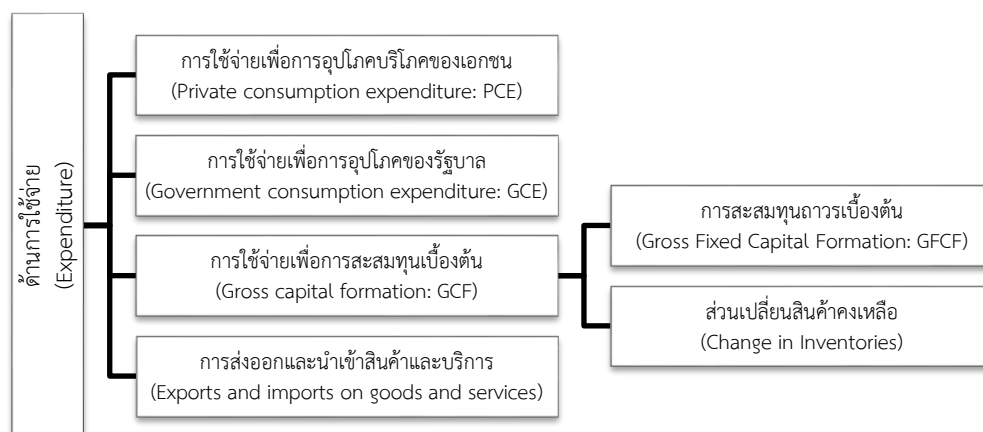 ด้านการใช้จ่าย
(Expenditure)
การใช้จ่ายเพื่อการอุปโภคบริโภคของเอกชน
(Private consumption expenditure: PCE)
การใช้จ่ายเพื่อการอุปโภคของรัฐบาล
(Government consumption expenditure: GCE)
การใช้จ่ายเพื่อการสะสมทุนเบื้องต้น
(Gross capital formation: GCF)
การส่งออกและนำเข้าสินค้าและบริการ
(Exports and imports on goods and services)
การสะสมทุนถาวรเบื้องต้น
(Gross Fixed Capital Formation: GFCF)
ส่วนเปลี่ยนสินค้าคงเหลือ
(Change in Inventories)